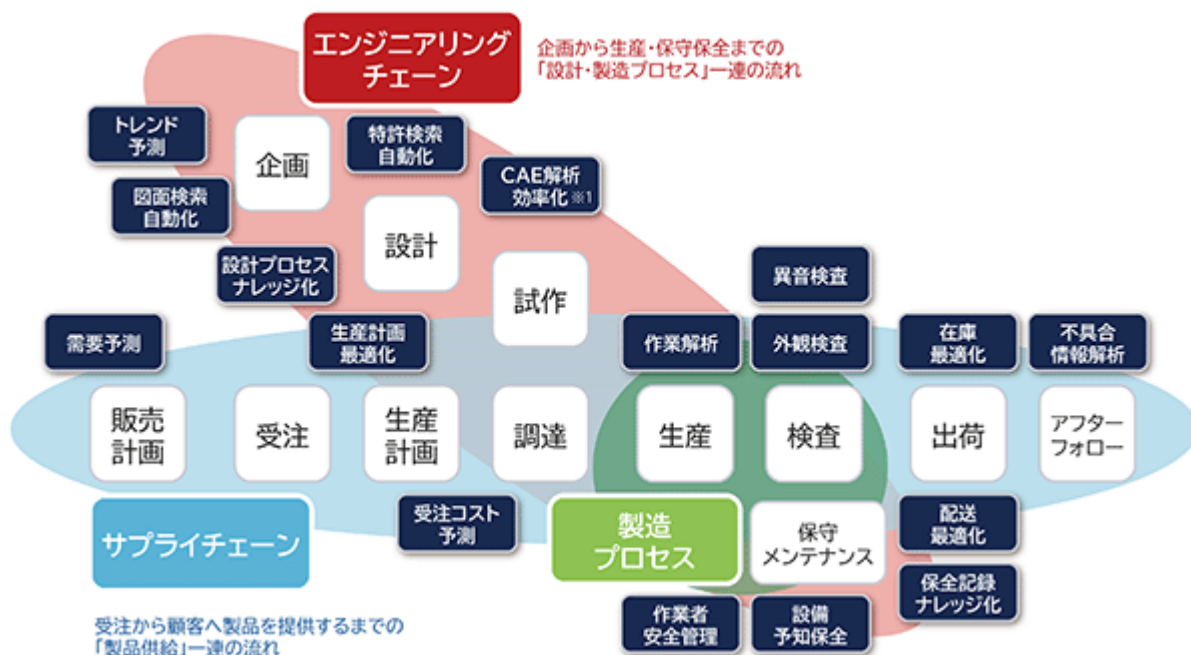 エンジニアリング
チェーン
企画から生産・保守保全までの
「設計・製造プロセス」一連の流れ
トレンド
予測
企画
特許検索
自動化
図面検索
自動化
CAE解析
効率化※1
設計
設計プロセス
ナレッジ化
試作
異音検査
需要予測
生産計画
最適化
作業解析
外観検査
在庫
最適化
不具合
情報解析
販売
計画
受注
生産
計画
調達
生産
検査
出荷
アフター
フォロー
サプライチェーン
受注コスト
予測
製造
プロセス
保守
メンテナンス
配送
最適化
保全記録
ナレッジ化
作業者
安全管理
設備
予知保全
受注から顧客へ製品を提供するまでの
「製品供給」一連の流れ